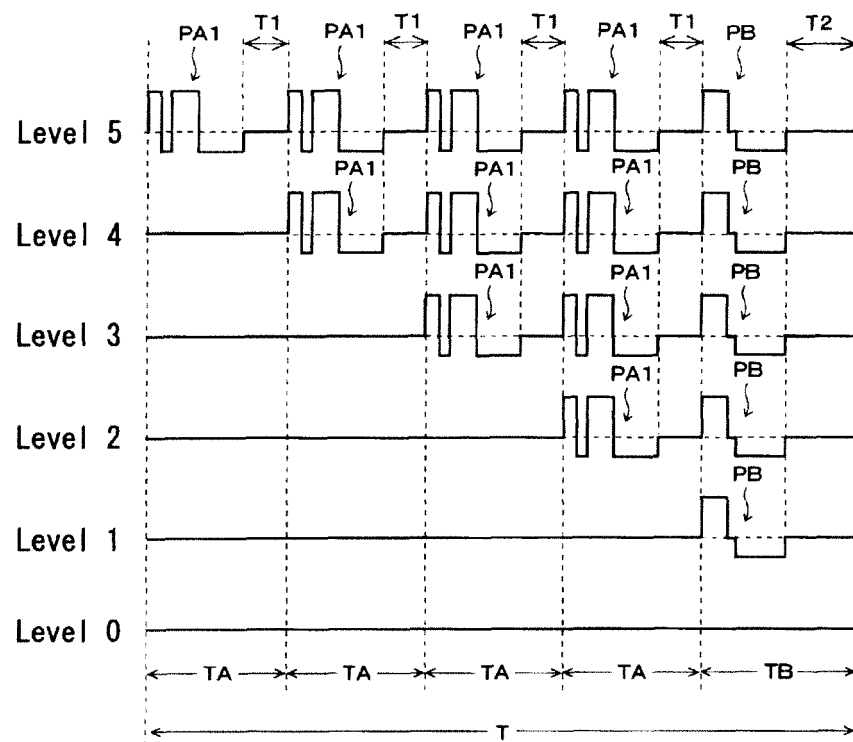 T1 T1 T1 T1 T2
PA1 PA1 PA1 PA1 PB
Level 5
PA1 PA1 PA1 PB
Level 4
PA1 PA1 PB
Level 3
PA1 PB
Level 2
PB
Level 1
Level 0
TA TA TA TA TB
T